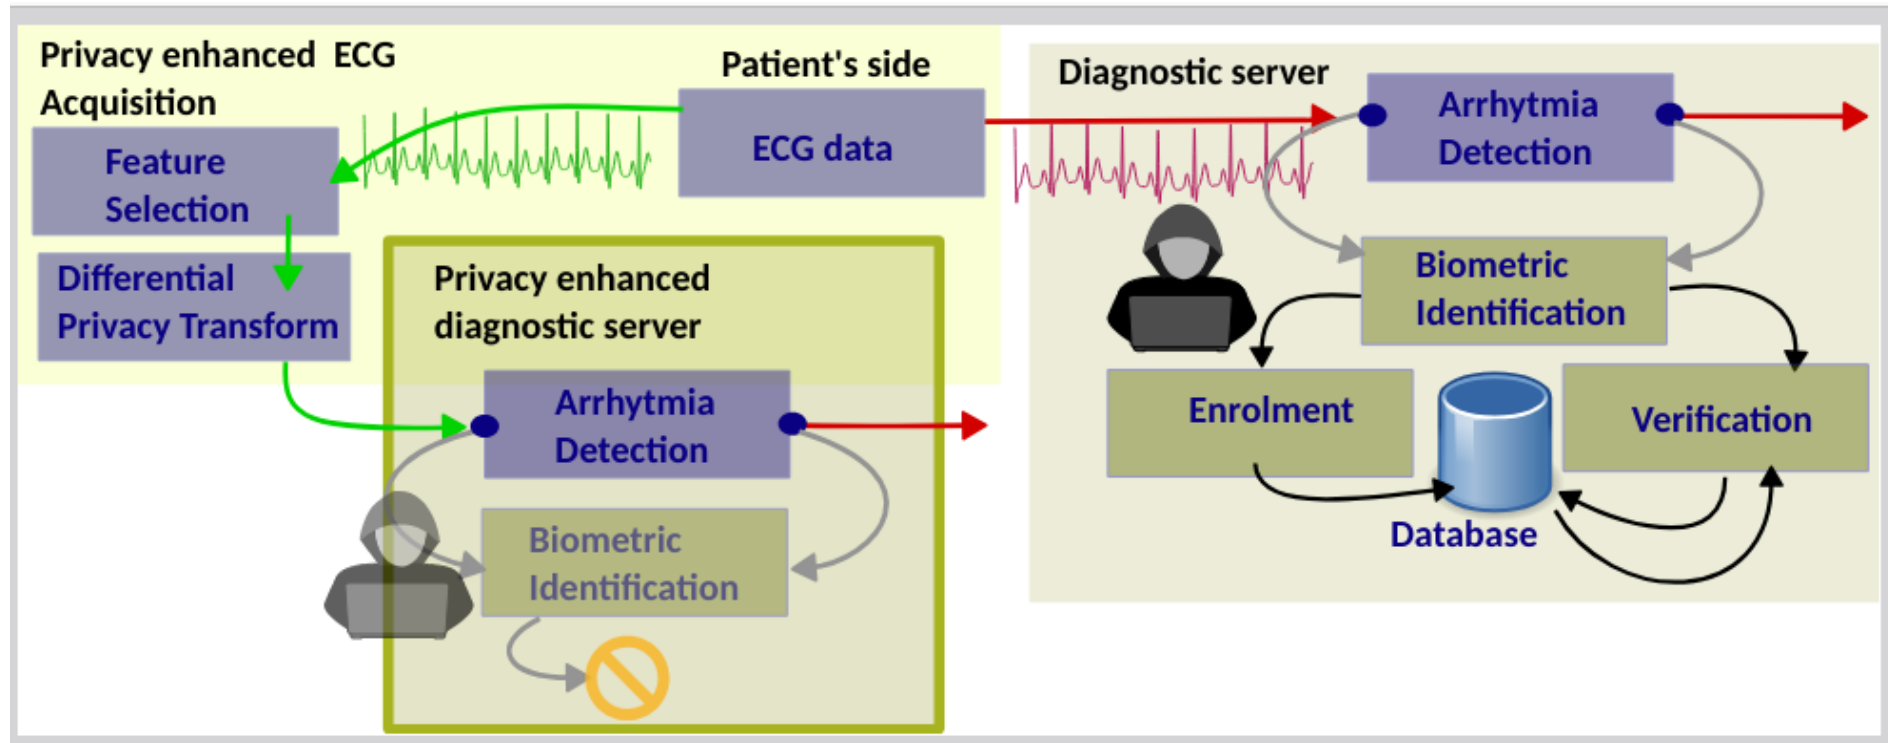 Privacy enhanced ECG
Acquisition
Patient's side
Feature
Selection
ECG data
Differential
Privacy Transform
Privacy enhanced
diagnostic server
Arrhytmia
Detection
Biometric
Identification
Diagnostic server
Arrhytmia
Detection
Biometric
Identification
Enrolment
Verification
Database